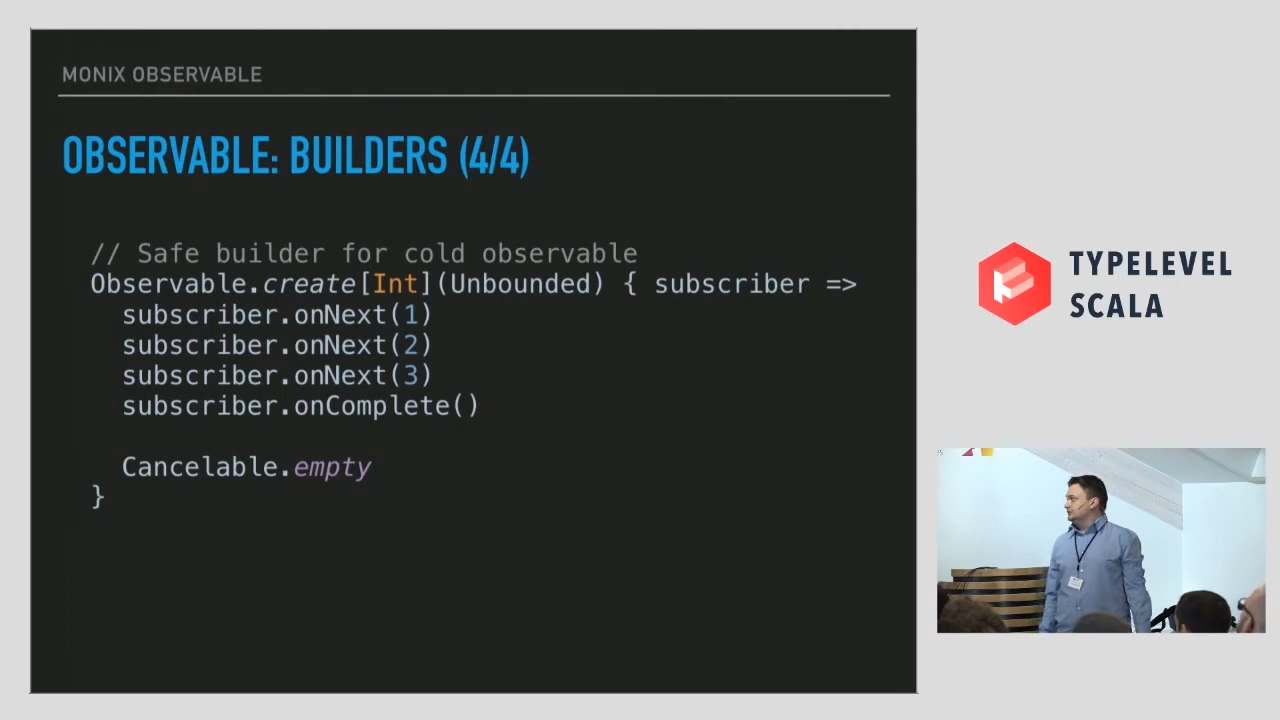 MONIX OBSERVABLE
OBSERVABLE: BUILDERS (4/4)
// Safe builder for cold observable
Observable.create[Int](Unbounded) { subscriber =>
  subscriber.onNext(1)
  subscriber.onNext(2)
  subscriber.onNext(3)
  subscriber.onComplete()
  Cancelable.empty
}
TYPELEVEL
SCALA